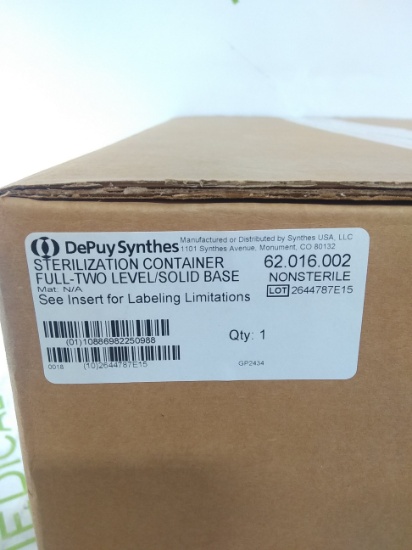 DePuy Synthes
Manufactured or Distributed by Synthes USA, LLC
1101 Synthes Avenue, Monument, CO 80132
STERILIZATION CONTAINER 62.016.002
FULL-TWO LEVEL/SOLID BASE NONSTERILE
Mat. N/A LOT 2644787E15
See Insert for Labeling Limitations
(01)10886982250988 Qty: 1
0018 (10)2644787E15 GP2434
MEDICAL